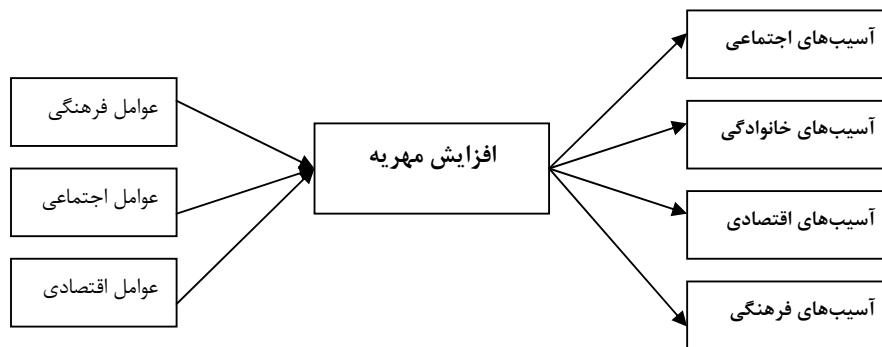 عوامل فرهنگی
عوامل اجتماعی
عوامل اقتصادی
افزایش مهریه
آسیب‌های اجتماعی
آسیب‌های خانوادگی
آسیب‌های اقتصادی
آسیب‌های فرهنگی